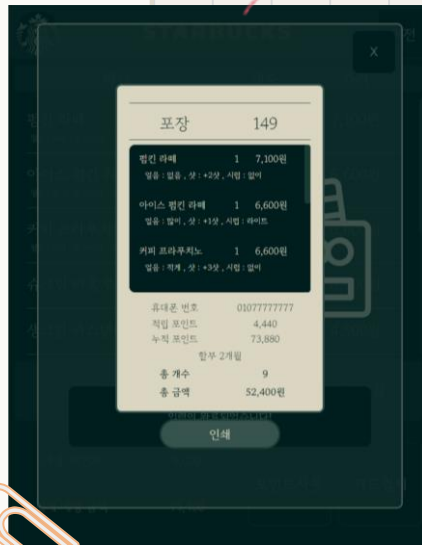 STARBUCKS
X
포장 149
펌킨 라떼 1 7,100원
얼음 : 없음 , 샷 : +2샷 , 시럽 : 없이
아이스 펌킨 라떼 1 6,600원
얼음 : 많이 , 샷 : +1샷 , 시럽 : 라이트
커피 프라푸치노 1 6,600원
얼음 : 적게 , 샷 : +3샷 , 시럽 : 없이
휴대폰 번호 01077777777
적립 포인트 4,440
누적 포인트 73,880
할부 2개월
총 개수 9
총 금액 52,400원
인쇄